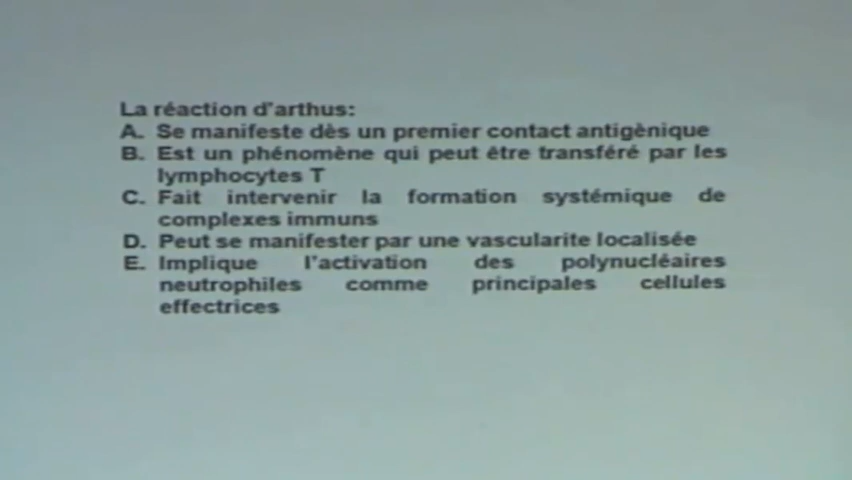 La réaction d'arthus:
A. Se manifeste dès un premier contact antigènique
B. Est un phénomène qui peut être transféré par les
lymphocytes T
C. Fait intervenir la formation systémique de
complexes immuns
D. Peut se manifester par une vascularite localisée
E. Implique l'activation des polynucléaires
neutrophiles comme principales cellules
effectrices